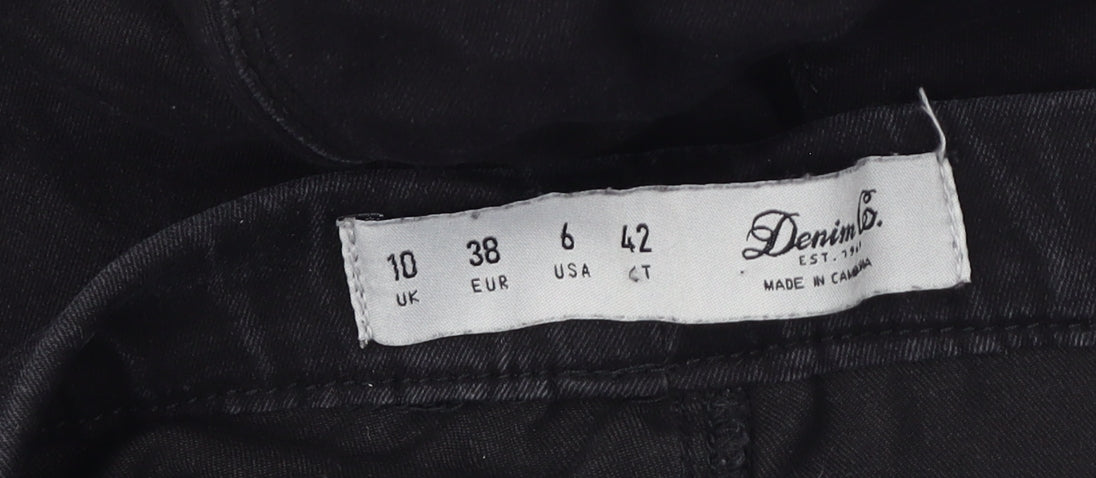 10 38 6 42
UK EUR USA
Denim Co.
EST.
MADE IN